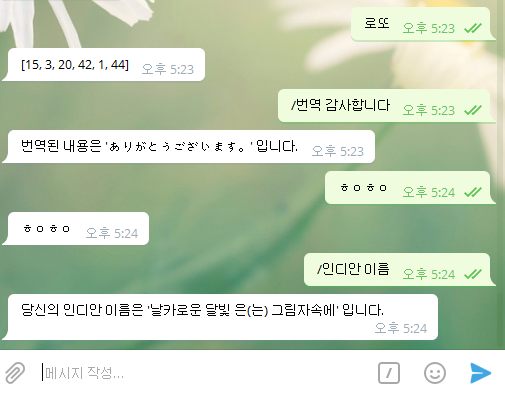 로또 오후 5:23
[15, 3, 20, 42, 1, 44] 오후 5:23
/번역 감사합니다 오후 5:23
번역된 내용은 'ありがとうございます。' 입니다. 오후 5:23
ㅎㅇㅎㅇ 오후 5:24
ㅎㅇㅎㅇ 오후 5:24
/인디안 이름 오후 5:24
당신의 인디안 이름은 '날카로운 달빛 은(는) 그림자속에' 입니다.
오후 5:24
메시지 작성...